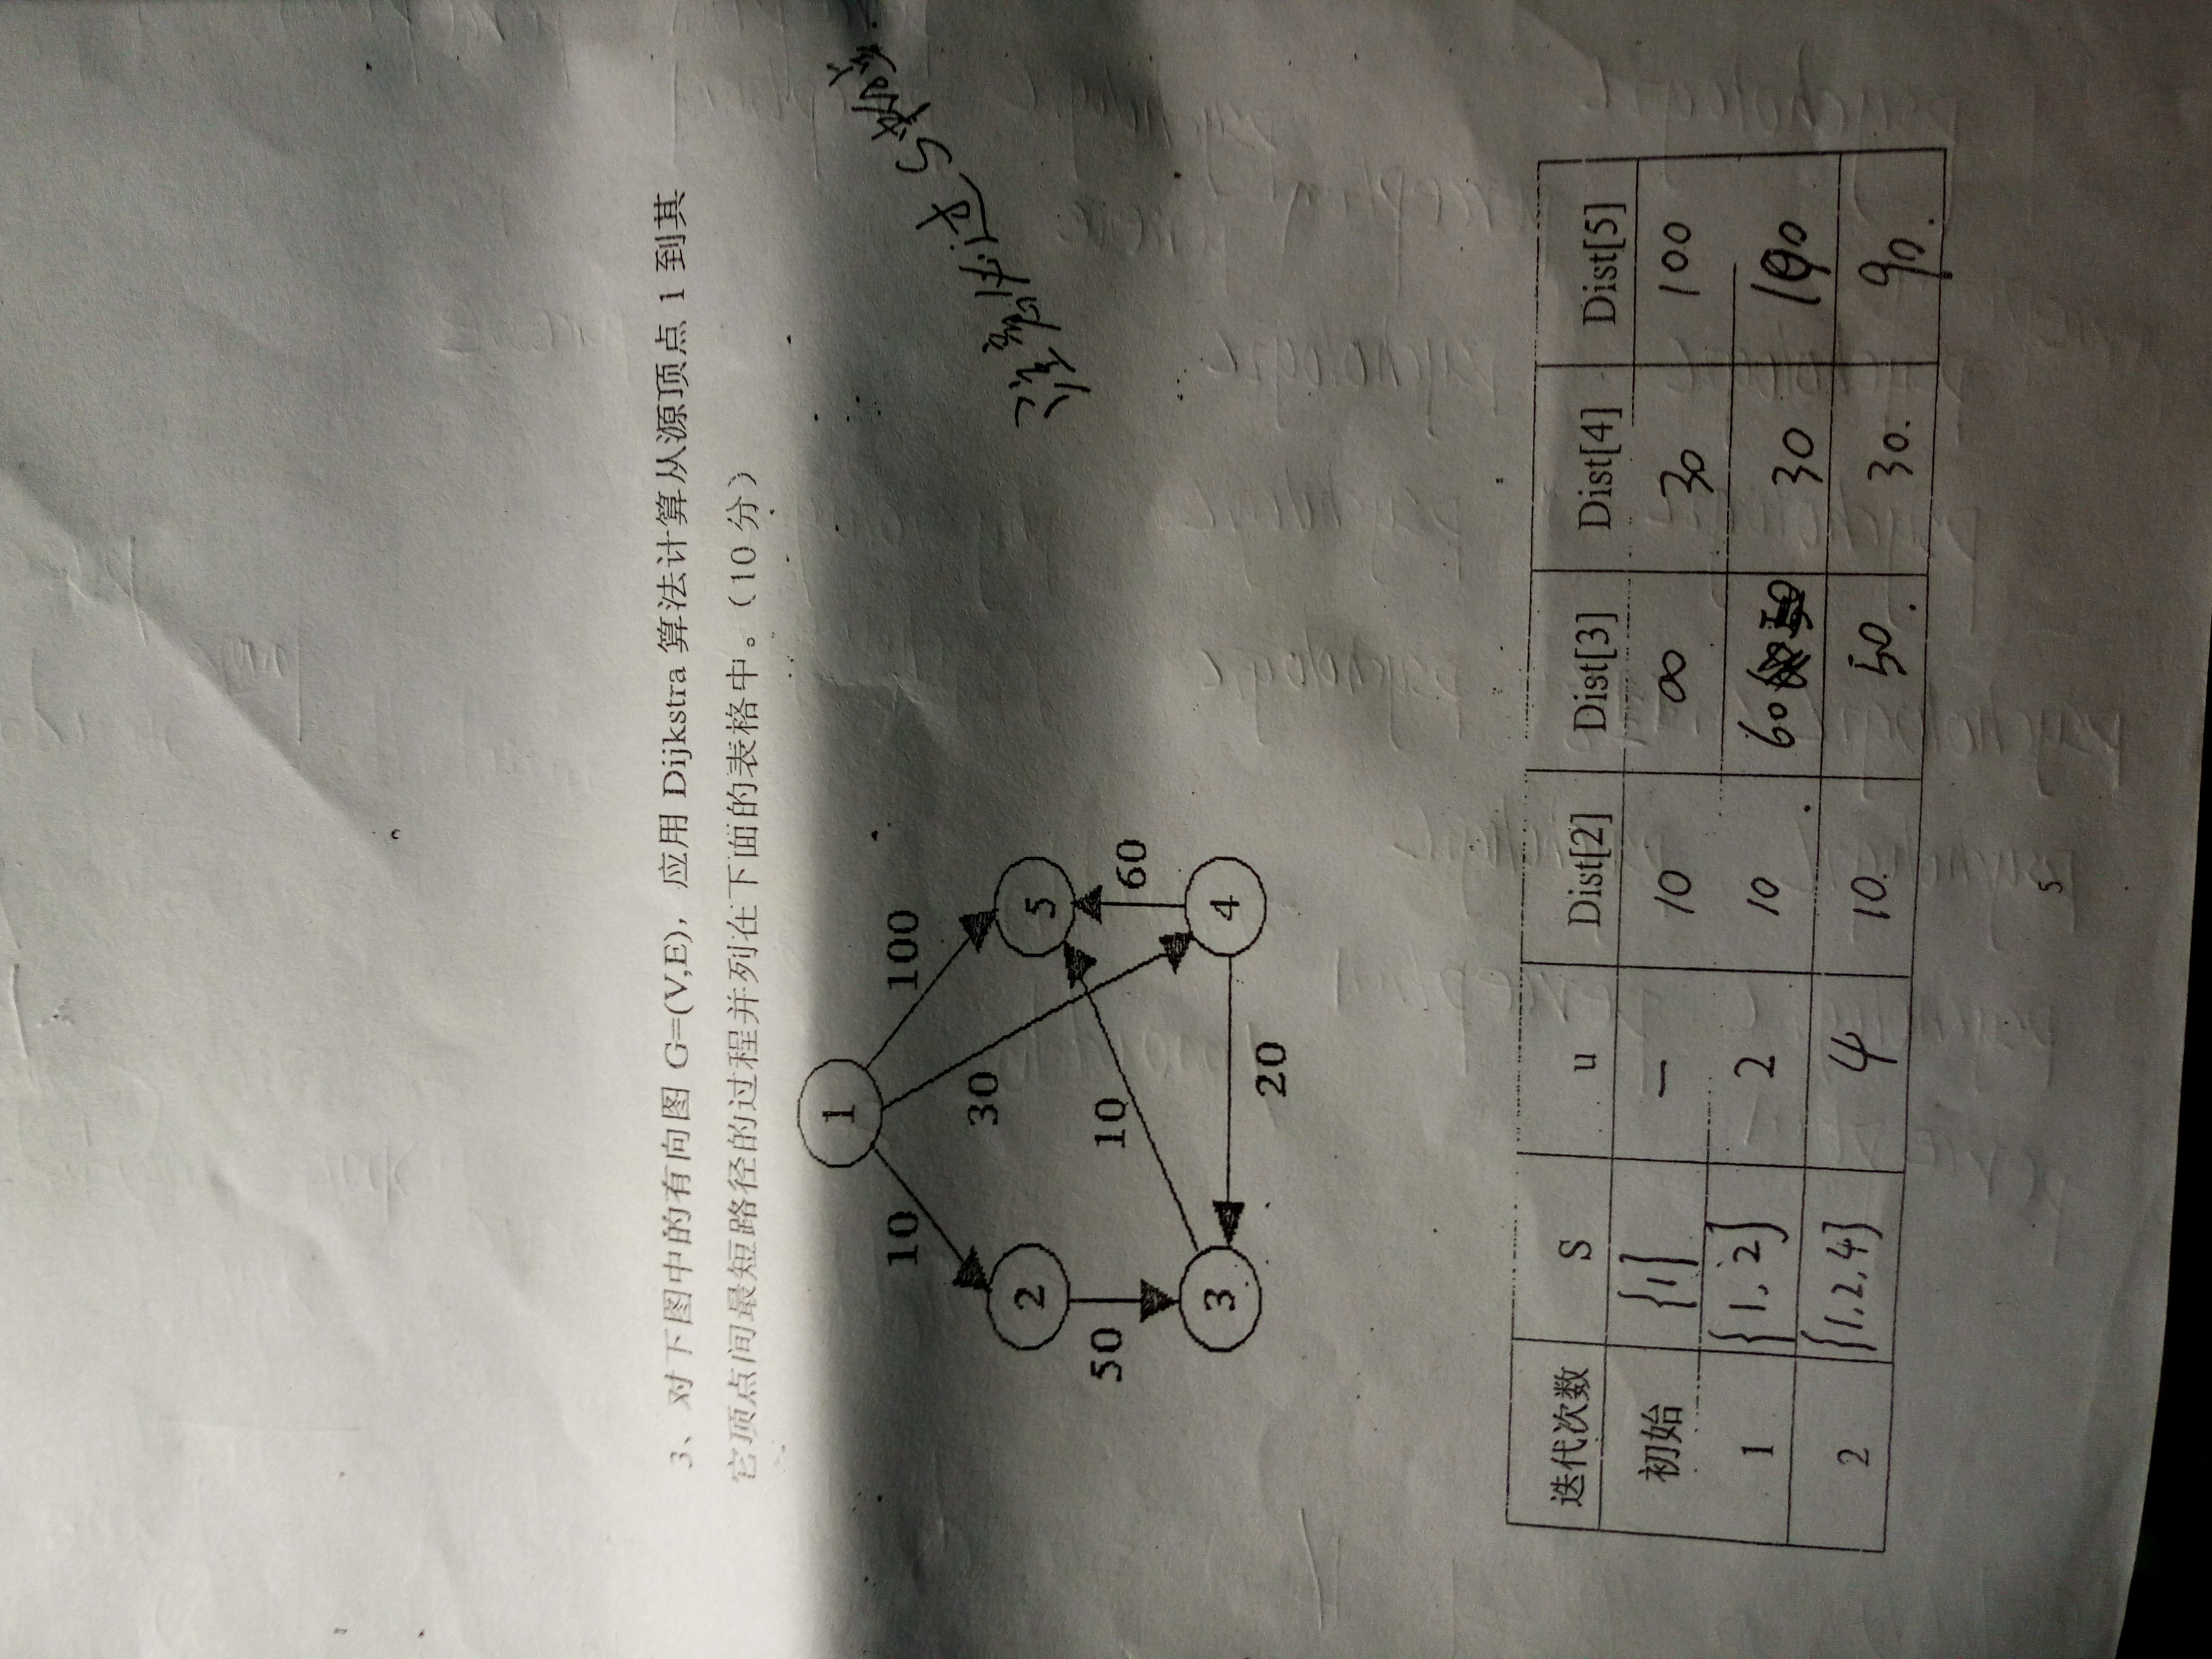 3、对下图中的有向图 G=(V,E)，应用 Dijkstra 算法计算从源顶点 1 到其
它顶点间最短路径的过程并列在下面的表格中。（10 分）
1
10 100
30
2 5
50 10 60
3 4
20
注意必过 S 中的点.
迭代次数 S u Dist[2] Dist[3] Dist[4] Dist[5]
初始 {1} — 10 ∞ 30 100
1 {1, 2} 2 10 60 30 100
2 {1,2,4} 4 10. 50. 30. 90.
5